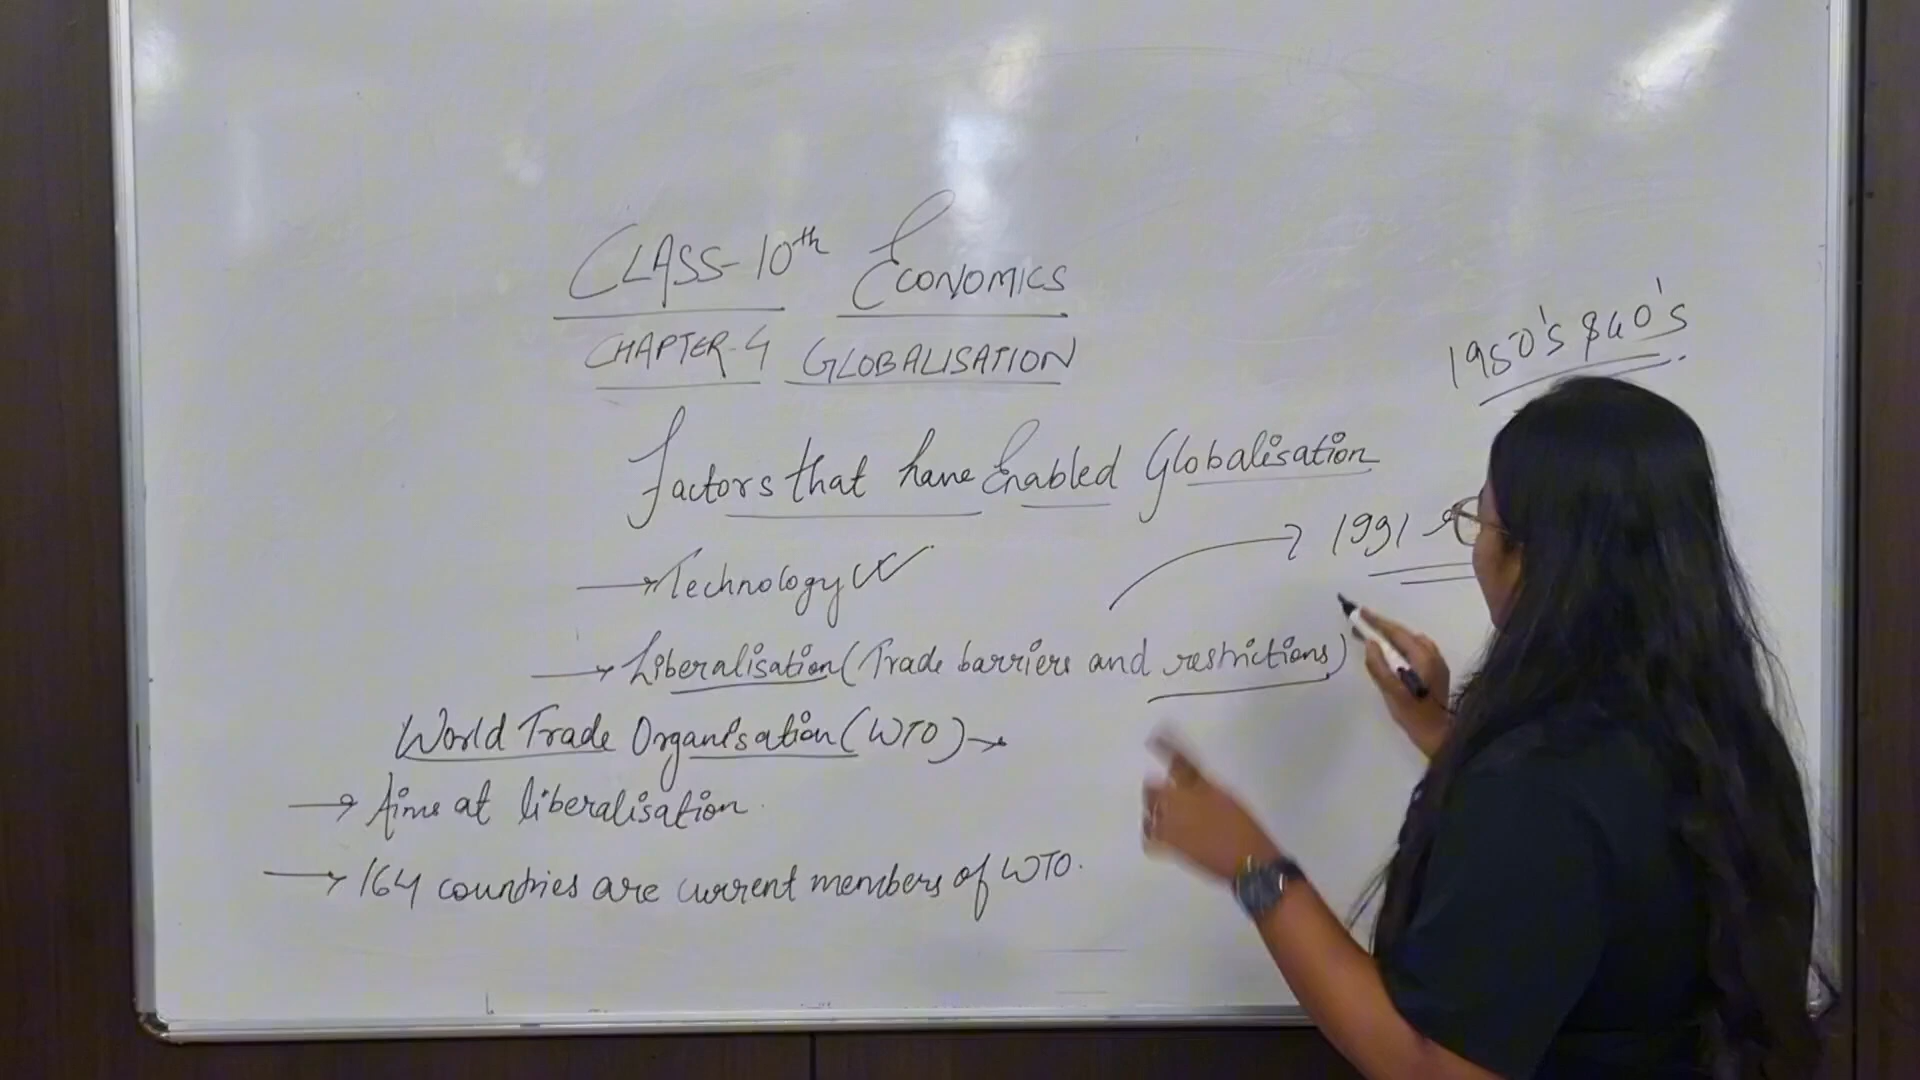 CLASS-10th ECONOMICS
CHAPTER-4 GLOBALISATION
1950's & 60's
Factors that have Enabled Globalisation
→ Technology
→ 1991
→ Liberalisation (Trade barriers and restrictions)
World Trade Organisation (WTO) →
→ Aims at liberalisation
→ 164 countries are current members of WTO.